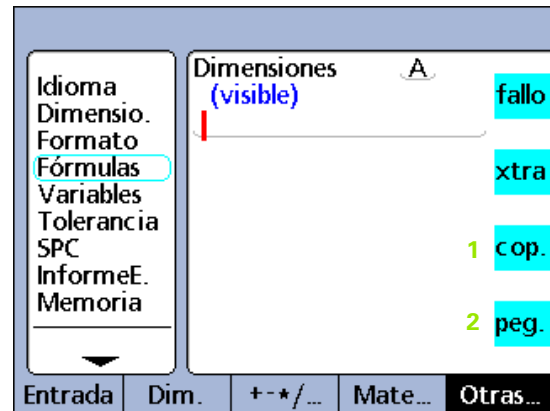 Idioma
Dimensio.
Formato
Fórmulas
Variables
Tolerancia
SPC
InformeE.
Memoria
Dimensiones A
(visible)
fallo
xtra
1 cop.
2 peg.
Entrada Dim. +-*/... Mate... Otras...